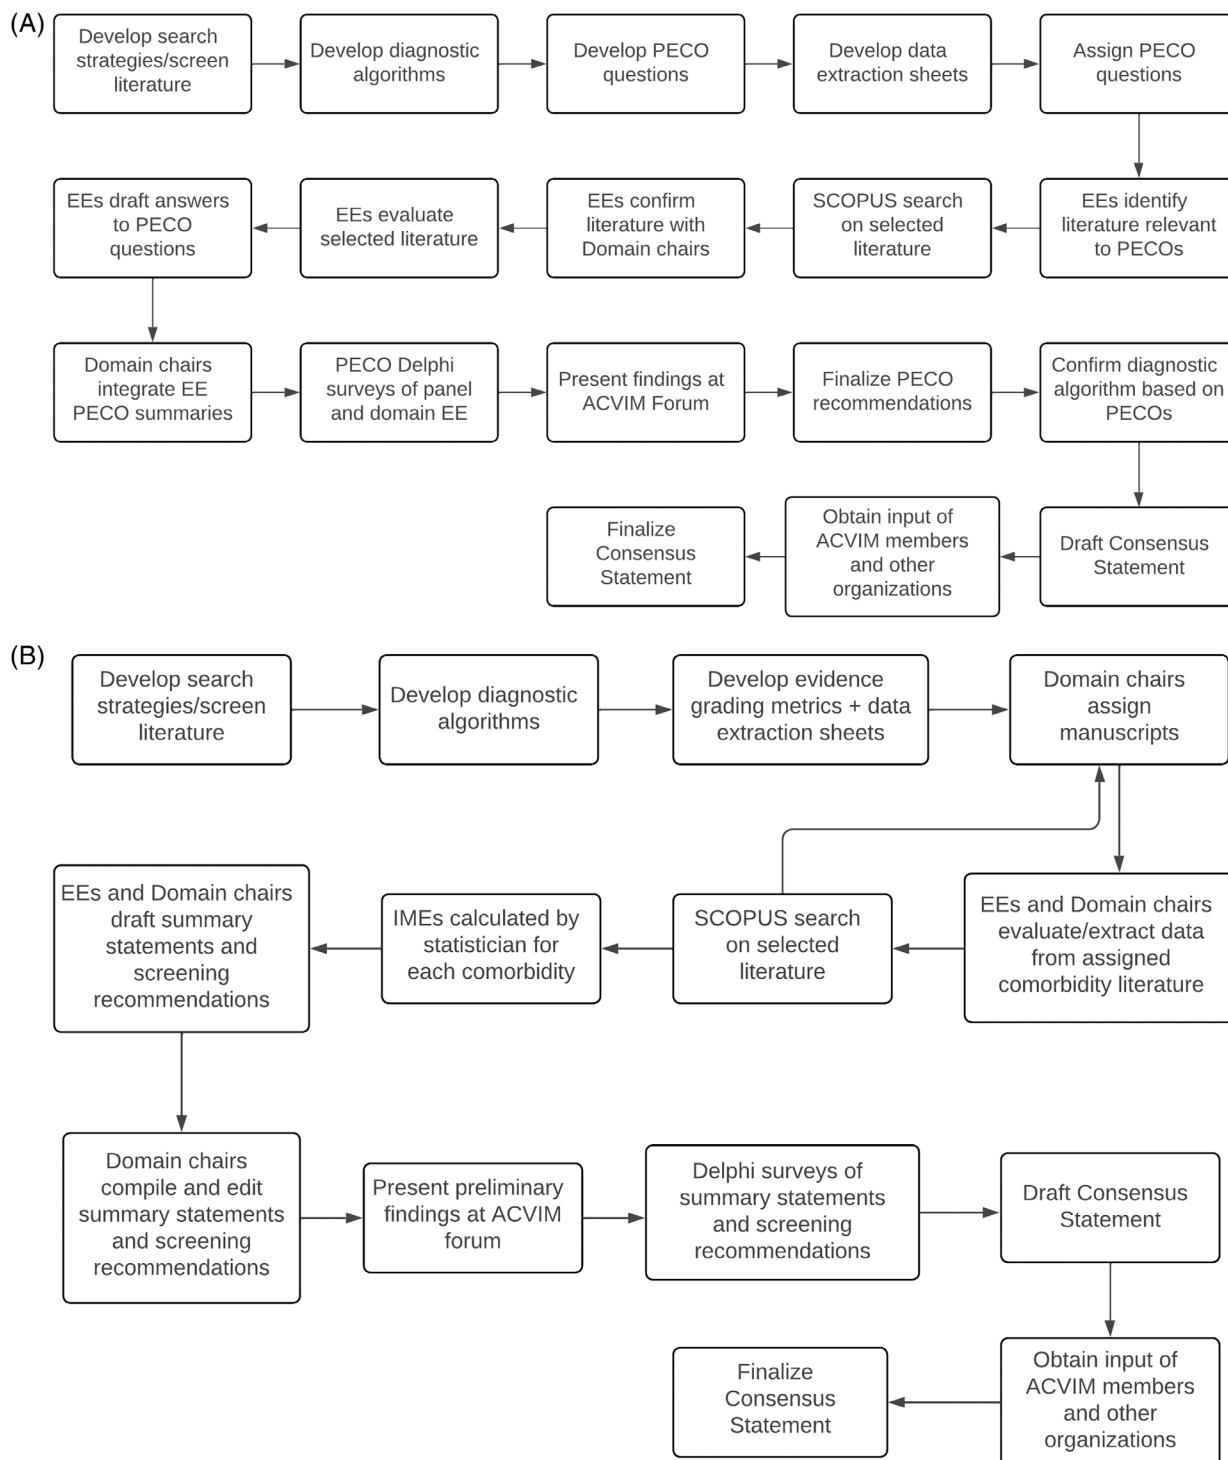 (A)
Develop search
strategies/screen
literature
Develop diagnostic
algorithms
Develop PECO
questions
Develop data
extraction sheets
Assign PECO
questions
EEs draft answers
to PECO
questions
EEs evaluate
selected literature
EEs confirm
literature with
Domain chairs
SCOPUS search
on selected
literature
EEs identify
literature relevant
to PECOs
Domain chairs
integrate EE
PECO summaries
PECO Delphi
surveys of panel
and domain EE
Present findings at
ACVIM Forum
Finalize PECO
recommendations
Confirm diagnostic
algorithm based on
PECOs
Finalize
Consensus
Statement
Obtain input of
ACVIM members
and other
organizations
Draft Consensus
Statement
(B)
Develop search
strategies/screen
literature
Develop diagnostic
algorithms
Develop evidence
grading metrics + data
extraction sheets
Domain chairs
assign
manuscripts
EEs and Domain chairs
draft summary
statements and
screening
recommendations
IMEs calculated by
statistician for
each comorbidity
SCOPUS search
on selected
literature
EEs and Domain chairs
evaluate/extract data
from assigned
comorbidity literature
Domain chairs
compile and edit
summary statements
and screening
recommendations
Present preliminary
findings at ACVIM
forum
Delphi surveys of
summary statements
and screening
recommendations
Draft Consensus
Statement
Finalize
Consensus
Statement
Obtain input of
ACVIM members
and other
organizations